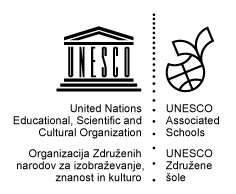 UNESCO
United Nations
Educational, Scientific and
Cultural Organization
Organizacija Združenih
narodov za izobraževanje,
znanost in kulturo
UNESCO
Associated
Schools
UNESCO
Združene
šole